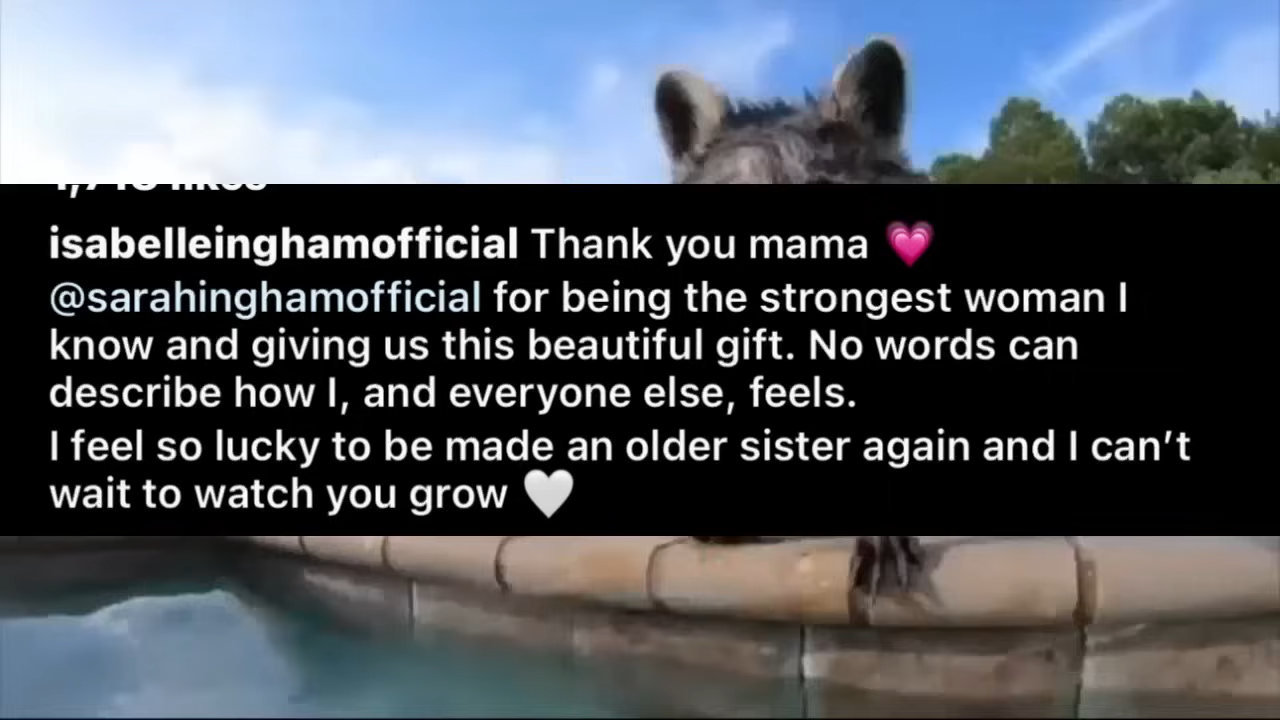 isabelleinghamofficial Thank you mama 💗
@sarahinghamofficial for being the strongest woman I
know and giving us this beautiful gift. No words can
describe how I, and everyone else, feels.
I feel so lucky to be made an older sister again and I can’t
wait to watch you grow 🤍